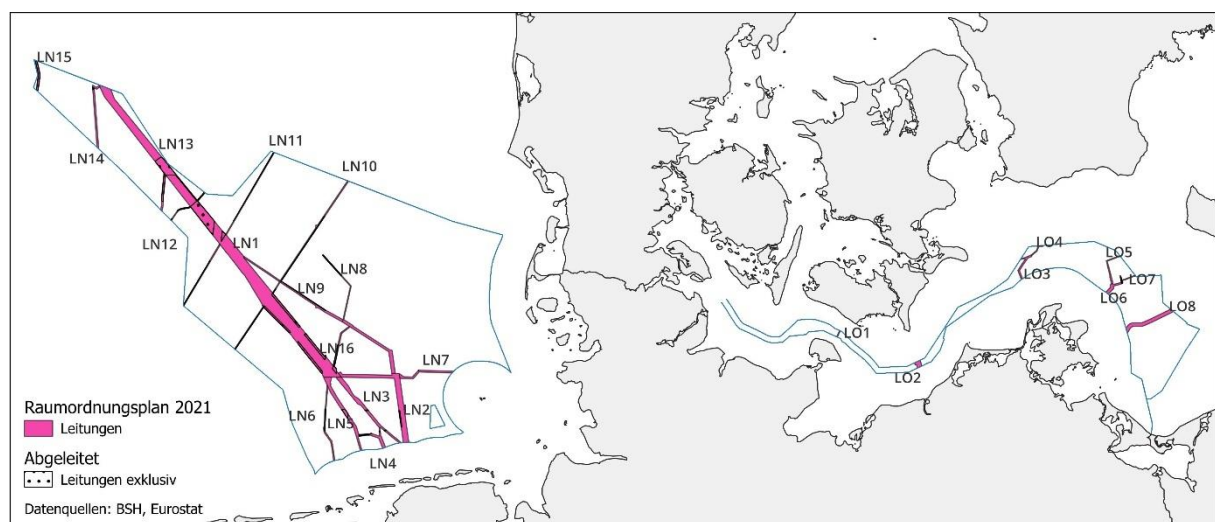 LN15
LN14
LN13
LN11
LN10
LN12
LN1
LN8
LN9
LN16
LN7
LN3
LN6
LN5
LN2
LN4
LO4
LO3
LO5
LO7
LO6
LO8
LO1
LO2
Raumordnungsplan 2021
Leitungen
Abgeleitet
Leitungen exklusiv
Datenquellen: BSH, Eurostat